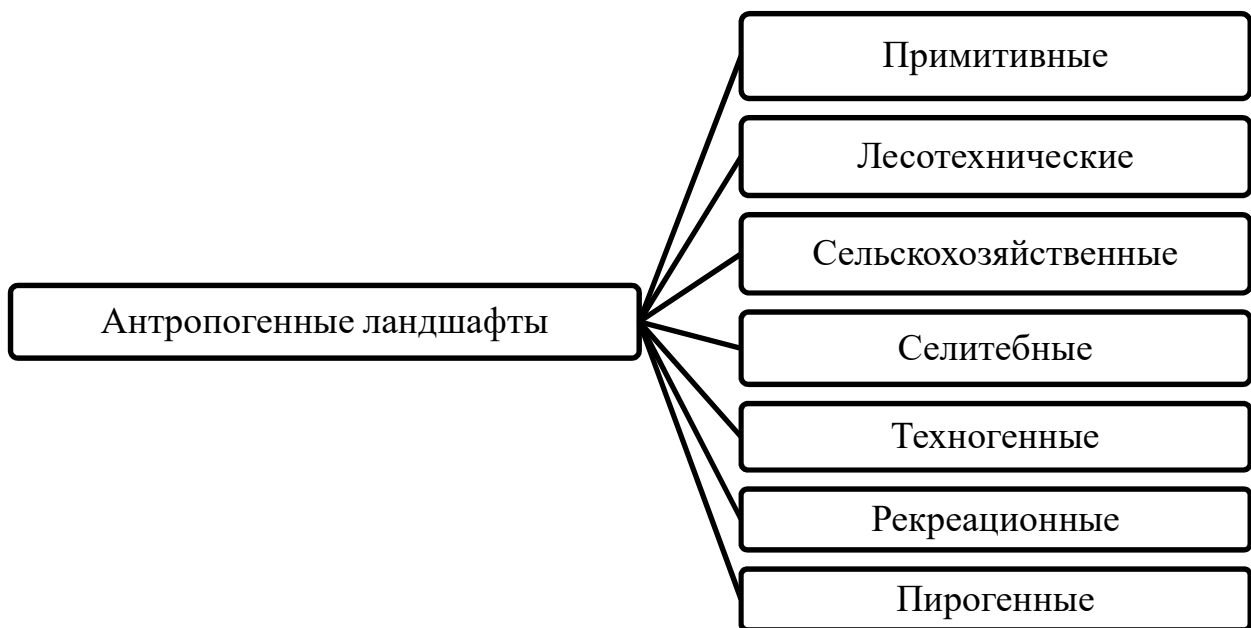 Примитивные
Лесотехнические
Сельскохозяйственные
Антропогенные ландшафты
Селитебные
Техногенные
Рекреационные
Пирогенные